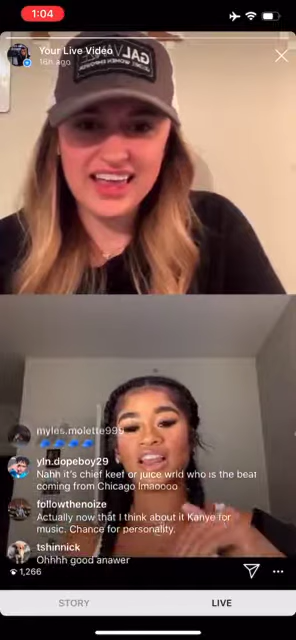 1:04
Your Live Video
16h ago
GALVANIZE
myles.molette999
yln.dopeboy29
Nahh it's chief keef or juice wrld who is the beat
coming from Chicago lmaoooo
followthenoize
Actually now that I think about it Kanye for
music. Chance for personality.
tshinnick
Ohhhh good anawer
1,266
STORY
LIVE